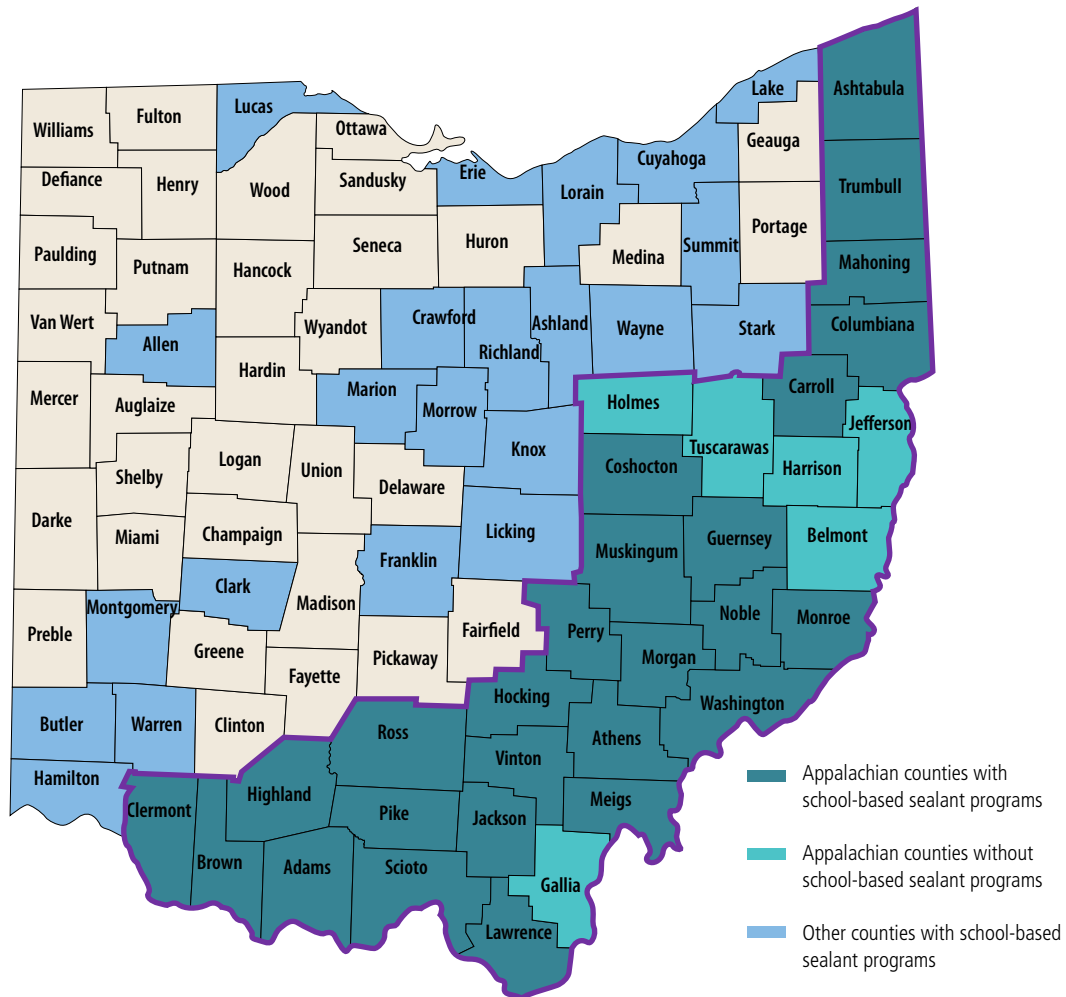 Lake
Ashtabula
Lucas
Fulton
Williams
Ottawa
Geauga
Cuyahoga
Erie
Defiance
Henry
Wood
Sandusky
Lorain
Trumbull
Portage
Huron
Seneca
Summit
Paulding
Medina
Mahoning
Putnam
Hancock
Van Wert
Crawford
Ashland
Wayne
Stark
Columbiana
Wyandot
Allen
Richland
Hardin
Marion
Carroll
Mercer
Auglaize
Morrow
Holmes
Jefferson
Knox
Tuscarawas
Logan
Union
Coshocton
Harrison
Shelby
Delaware
Darke
Champaign
Licking
Miami
Belmont
Guernsey
Muskingum
Franklin
Clark
Madison
Montgomery
Noble
Monroe
Preble
Fairfield
Perry
Greene
Pickaway
Morgan
Fayette
Hocking
Washington
Butler
Warren
Clinton
Ross
Athens
Vinton
Hamilton
Highland
Meigs
Clermont
Pike
Jackson
Brown
Adams
Scioto
Gallia
Lawrence
Appalachian counties with
school-based sealant programs
Appalachian counties without
school-based sealant programs
Other counties with school-based
sealant programs